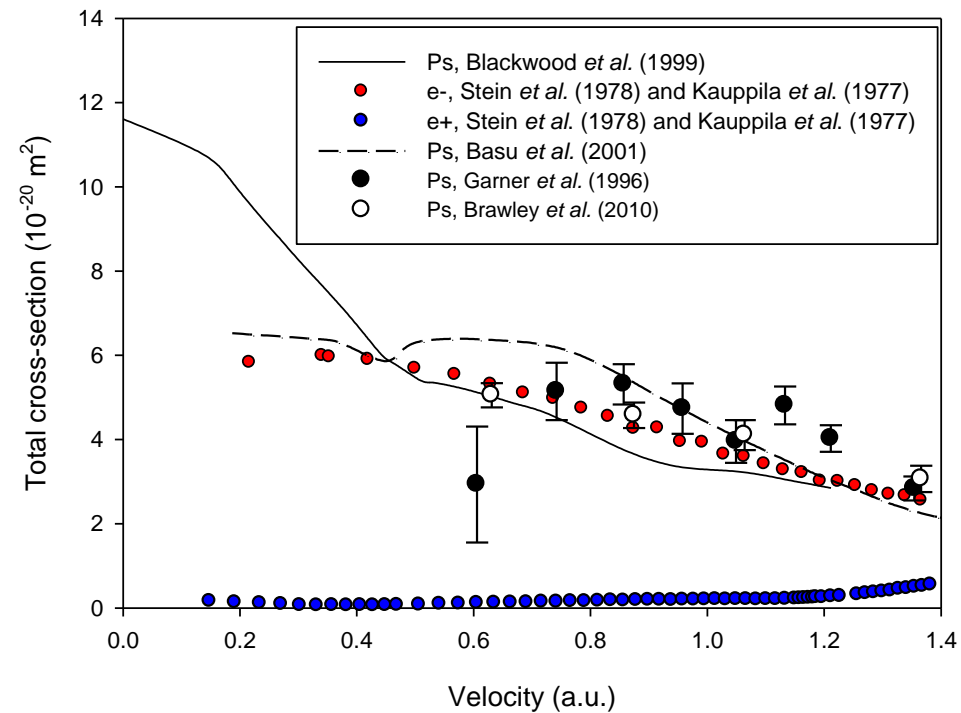 14
12
10
8
6
4
2
0
Total cross-section (10⁻²⁰ m²)
Ps, Blackwood et al. (1999)
e-, Stein et al. (1978) and Kauppila et al. (1977)
e+, Stein et al. (1978) and Kauppila et al. (1977)
Ps, Basu et al. (2001)
Ps, Garner et al. (1996)
Ps, Brawley et al. (2010)
0.0 0.2 0.4 0.6 0.8 1.0 1.2 1.4
Velocity (a.u.)